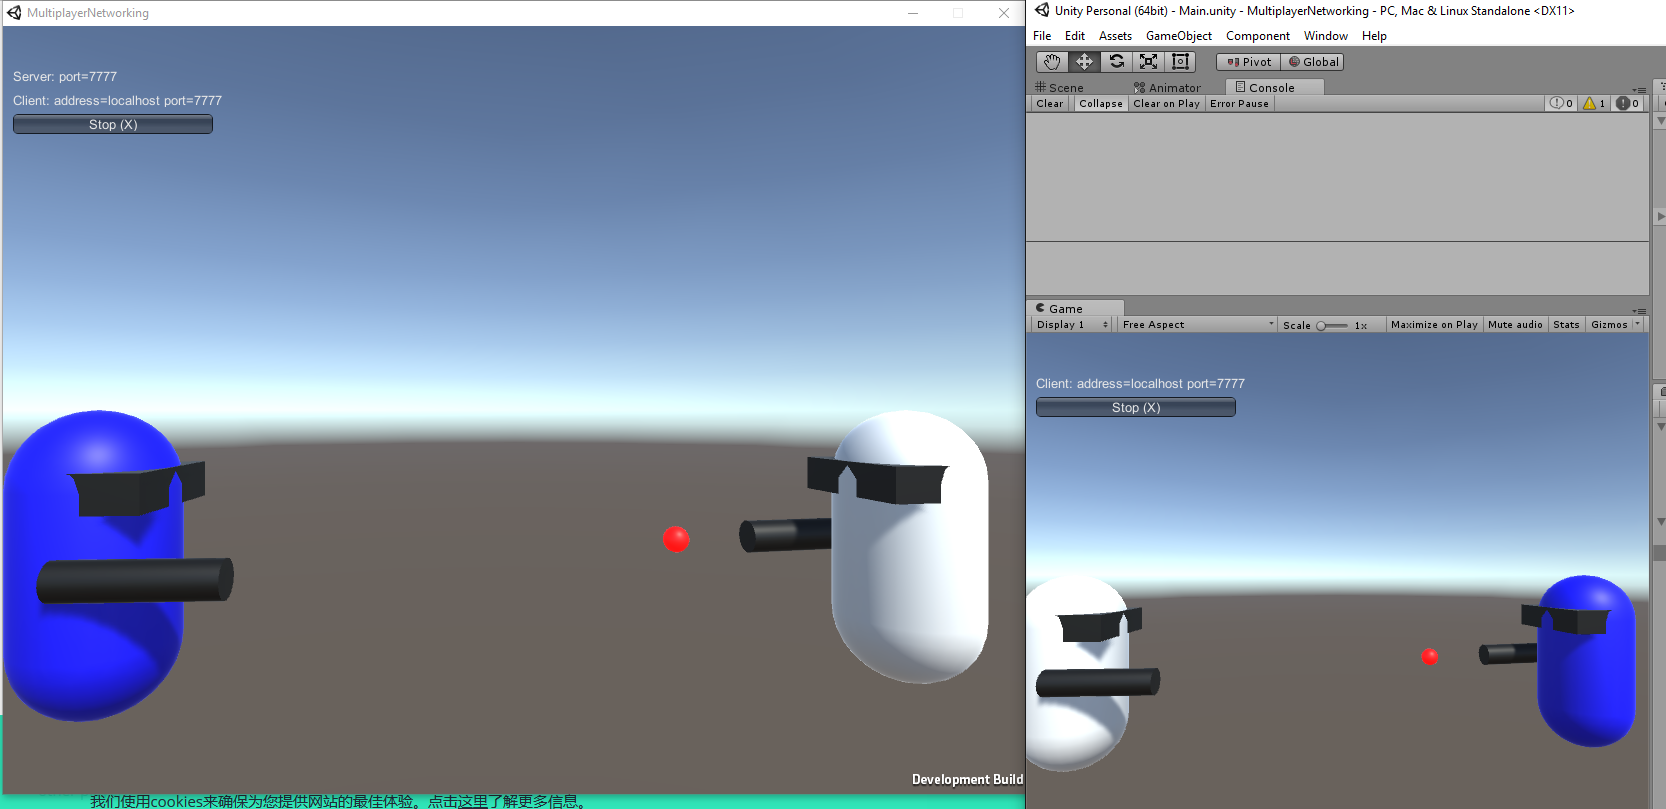 MultiplayerNetworking
Server: port=7777
Client: address=localhost port=7777
Stop (X)
Development Build
我们使用cookies来确保为您提供网站的最佳体验。点击这里了解更多信息。
Unity Personal (64bit) - Main.unity - MultiplayerNetworking - PC, Mac & Linux Standalone <DX11>
File Edit Assets GameObject Component Window Help
Pivot Global
Scene Animator Console
Clear Collapse Clear on Play Error Pause 0 1 0
Game
Display 1 Free Aspect Scale 1x Maximize on Play Mute audio Stats Gizmos
Client: address=localhost port=7777
Stop (X)